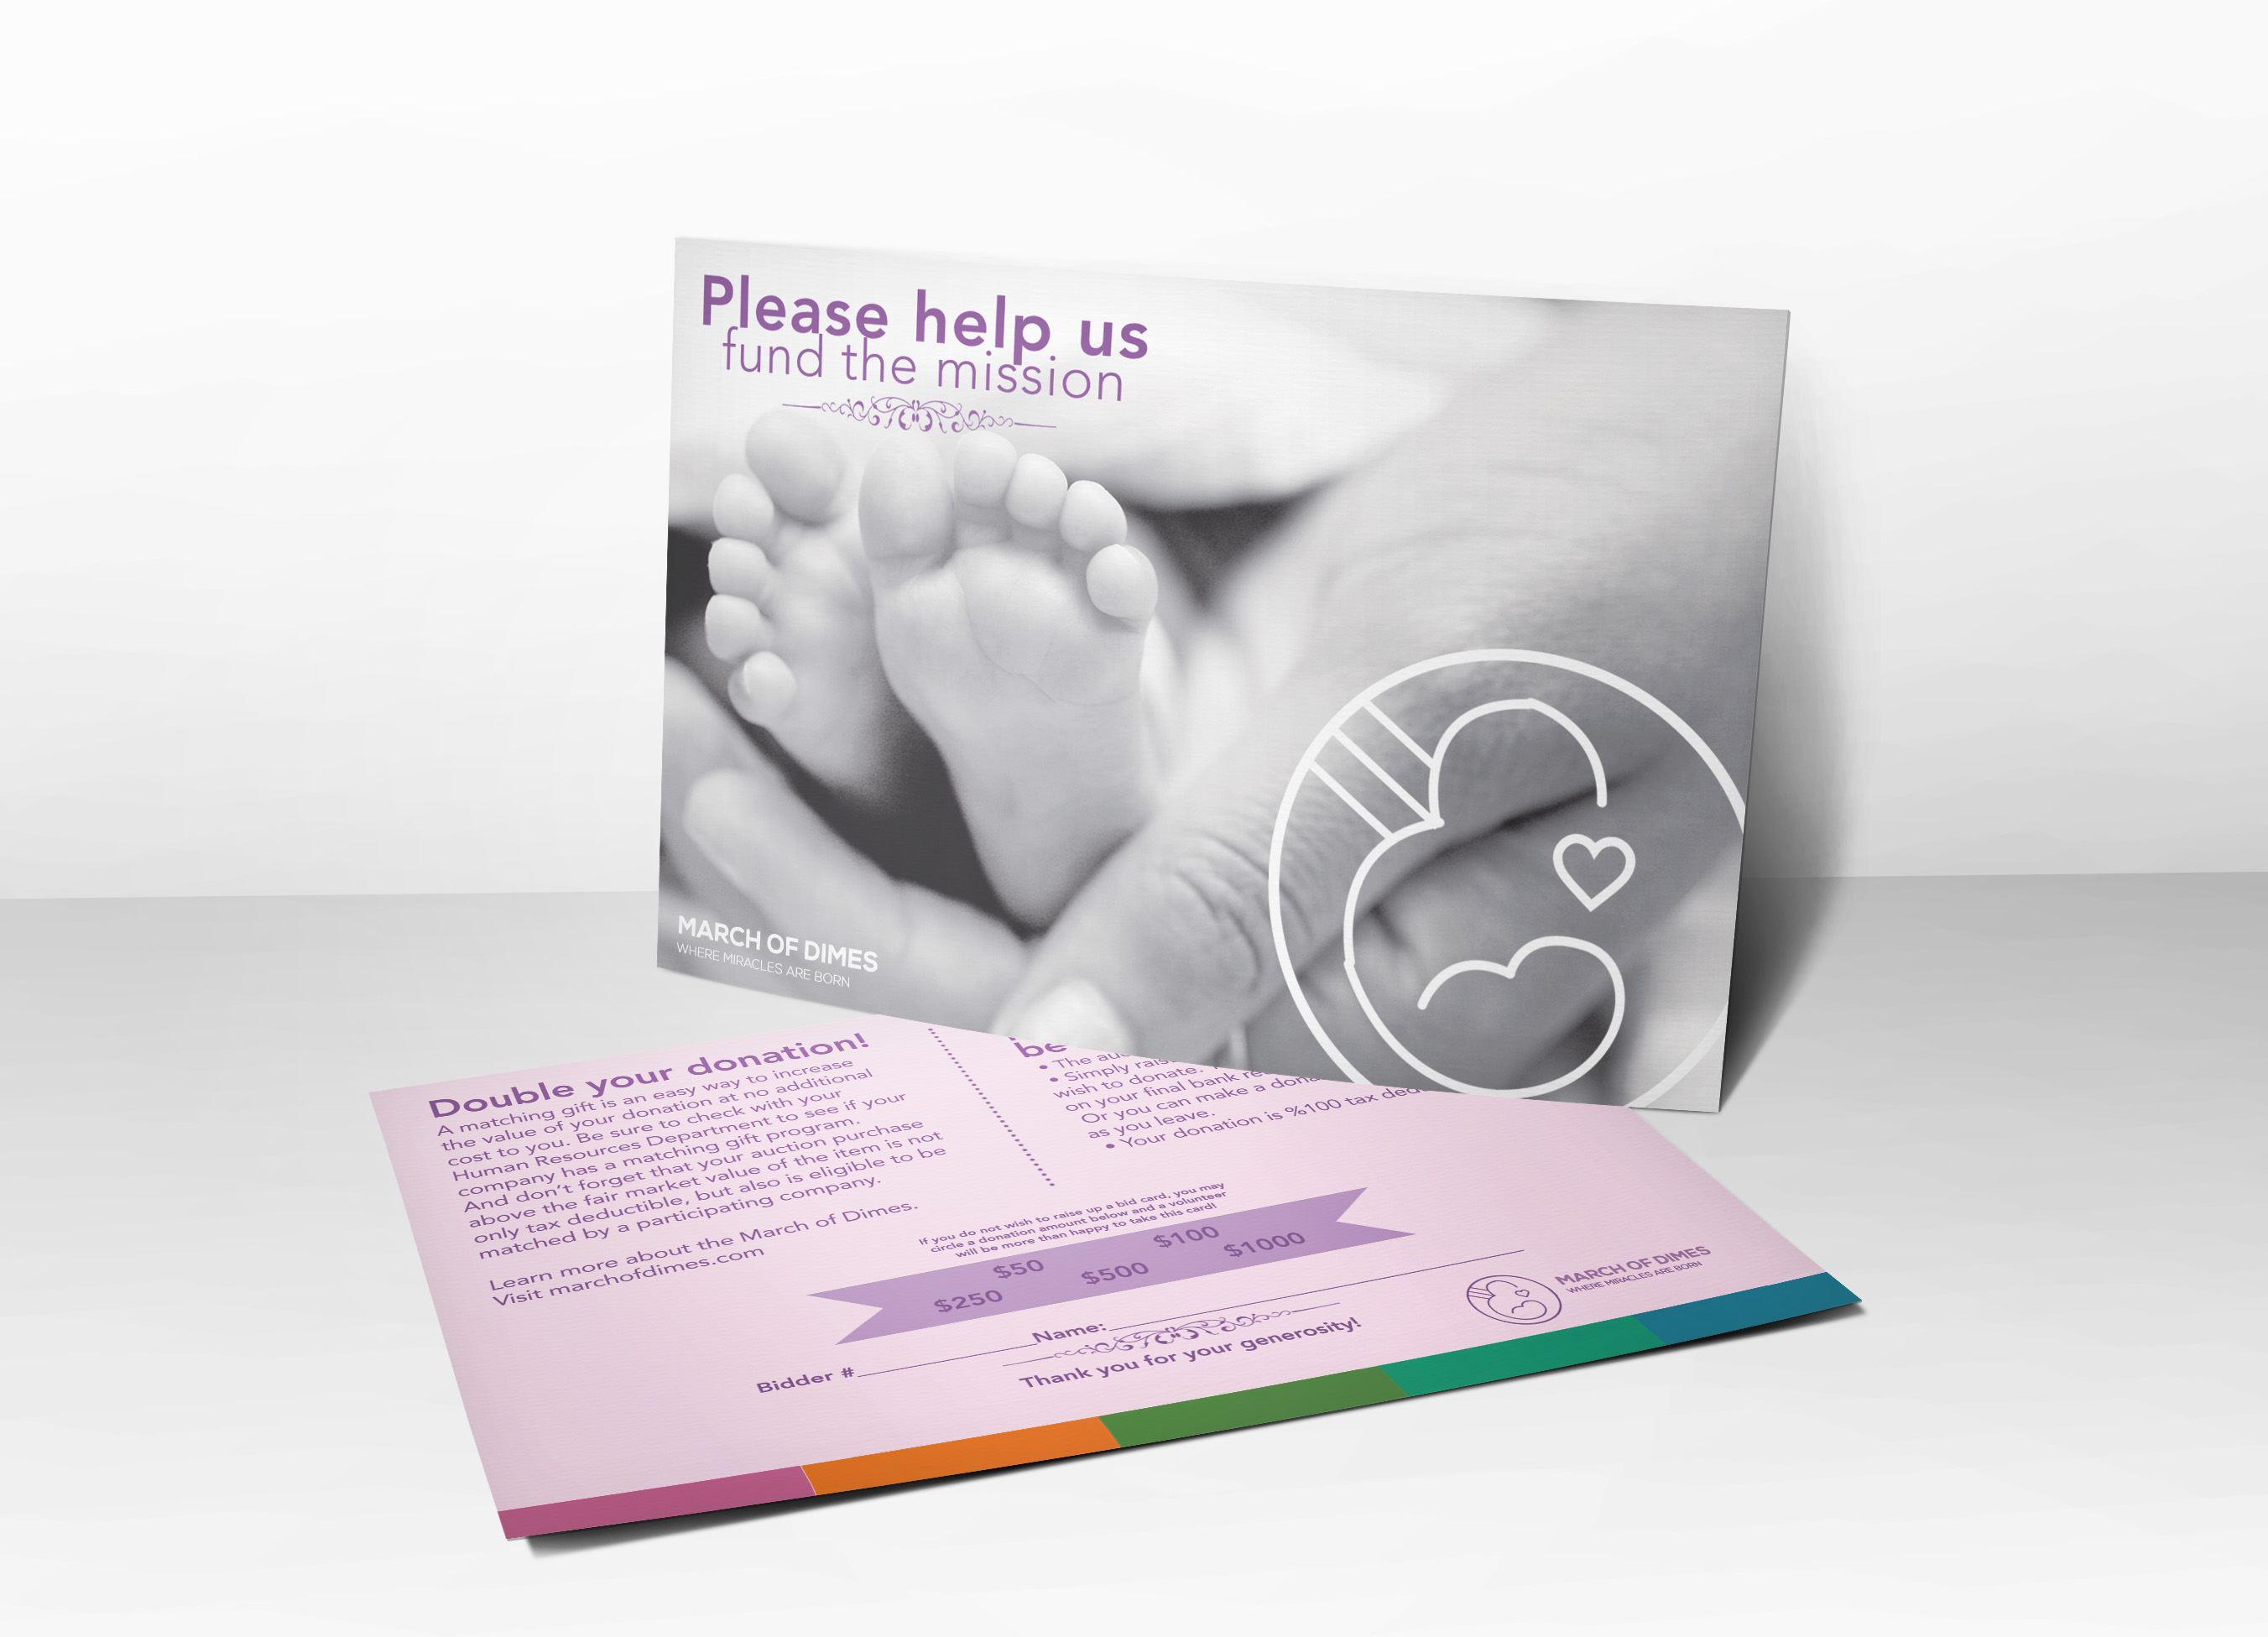 Please help us
fund the mission
MARCH OF DIMES
WHERE MIRACLES ARE BORN
Double your donation!
A matching gift is an easy way to increase
the value of your donation at no additional
cost to you. Be sure to check with your
Human Resources Department to see if your
company has a matching gift program.
And don't forget that your auction purchase
above the fair market value of the item is not
only tax deductible, but also is eligible to be
matched by a participating company.
Learn more about the March of Dimes.
Visit marchofdimes.com
be
• The
• Simply
wish to donate.
on your final bank
Or you can make a
as you leave.
• Your donation is %100 tax
If you do not wish to raise up a bid card, you may
circle a donation amount below and a volunteer
will be more than happy to take this card!
$50 $100
$250 $500 $1000
Bidder # Name:
Thank you for your generosity!
MARCH OF DIMES
WHERE MIRACLES ARE BORN